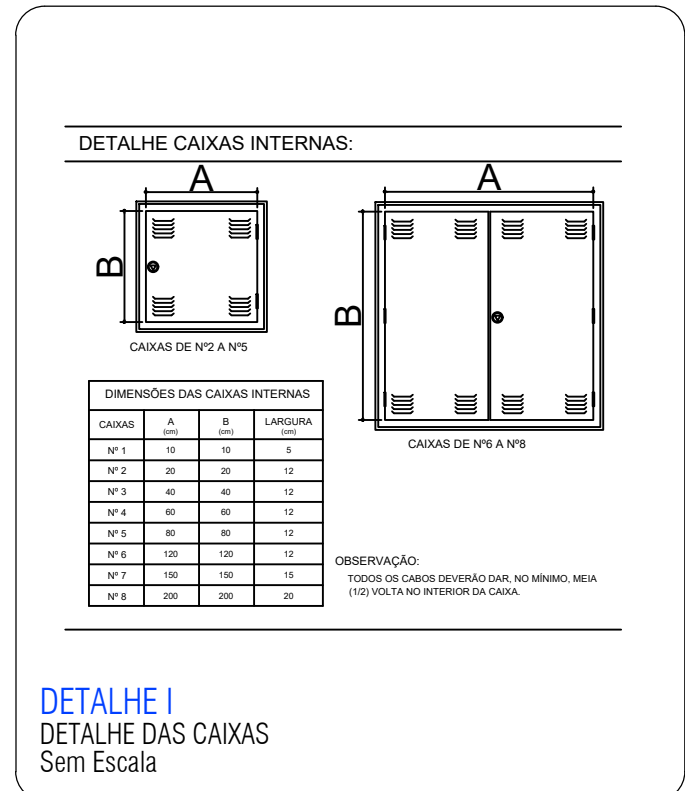 DETALHE CAIXAS INTERNAS:
A
B
CAIXAS DE Nº2 A Nº5
A
B
CAIXAS DE Nº6 A Nº8
DIMENSÕES DAS CAIXAS INTERNAS
CAIXAS A (cm) B (cm) LARGURA (cm)
Nº 1 10 10 5
Nº 2 20 20 12
Nº 3 40 40 12
Nº 4 60 60 12
Nº 5 80 80 12
Nº 6 120 120 12
Nº 7 150 150 15
Nº 8 200 200 20
OBSERVAÇÃO:
TODOS OS CABOS DEVERÃO DAR, NO MÍNIMO, MEIA
(1/2) VOLTA NO INTERIOR DA CAIXA.
DETALHE I
DETALHE DAS CAIXAS
Sem Escala